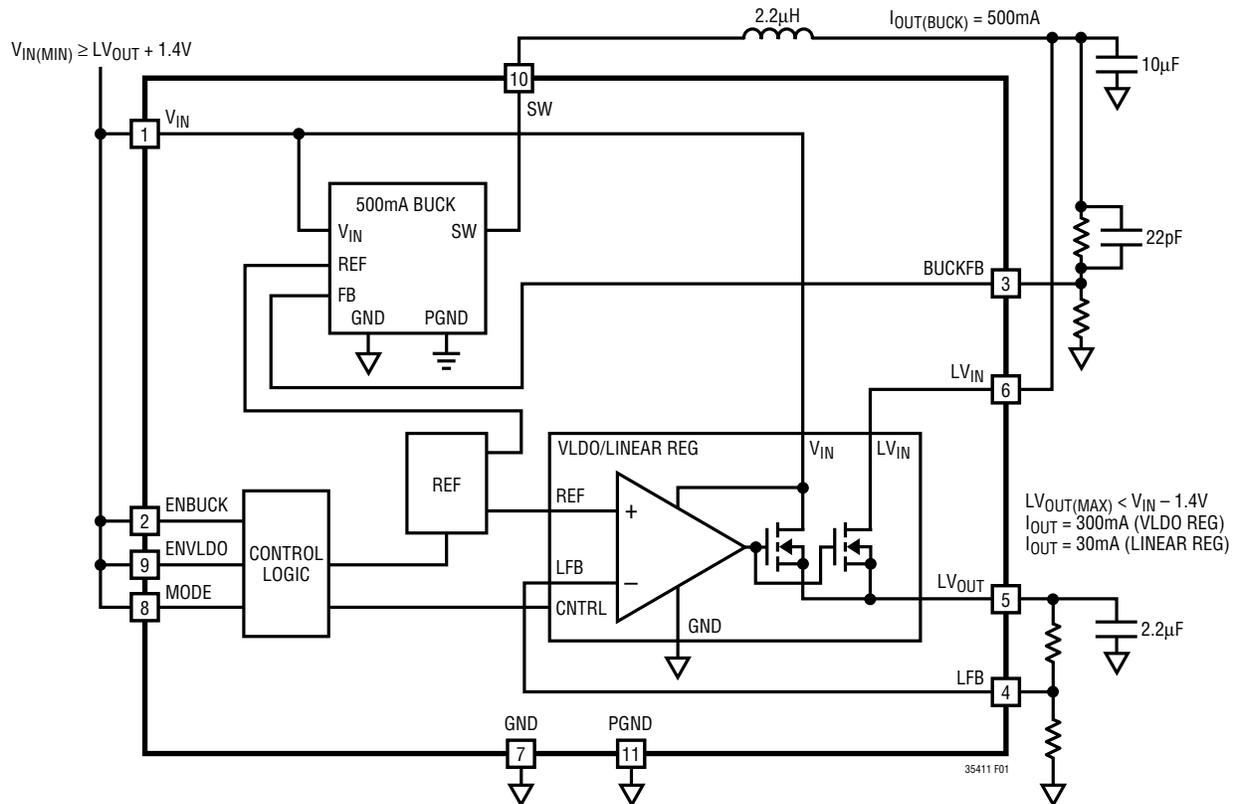 2.2µH
I_OUT(BUCK) = 500mA
V_IN(MIN) ≥ LV_OUT + 1.4V
10µF
10
SW
1
V_IN
500mA BUCK
V_IN
SW
REF
FB
GND
PGND
22pF
BUCKFB
3
LV_IN
6
VLDO/LINEAR REG
V_IN
LV_IN
REF
REF
+
LFB
–
CNTRL
GND
2
ENBUCK
9
ENVLDO
8
MODE
CONTROL
LOGIC
LV_OUT(MAX) < V_IN – 1.4V
I_OUT = 300mA (VLDO REG)
I_OUT = 30mA (LINEAR REG)
LV_OUT
5
2.2µF
LFB
4
GND
7
PGND
11
35411 F01